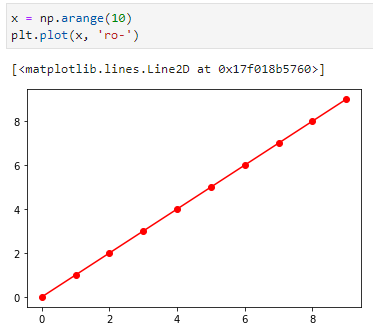 x = np.arange(10)
plt.plot(x, 'ro-')
[<matplotlib.lines.Line2D at 0x17f018b5760>]
8
6
4
2
0
0 2 4 6 8